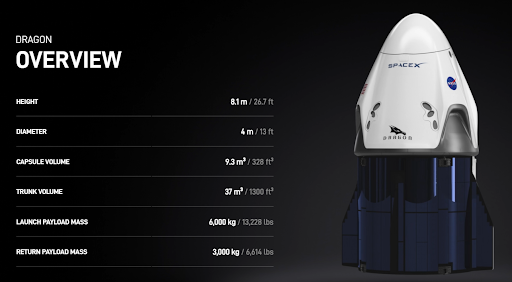 DRAGON
OVERVIEW
HEIGHT 8.1 m / 26.7 ft
DIAMETER 4 m / 13 ft
CAPSULE VOLUME 9.3 m³ / 328 ft³
TRUNK VOLUME 37 m³ / 1300 ft³
LAUNCH PAYLOAD MASS 6,000 kg / 13,228 lbs
RETURN PAYLOAD MASS 3,000 kg / 6,614 lbs
SPACEX
NASA
DRAGON